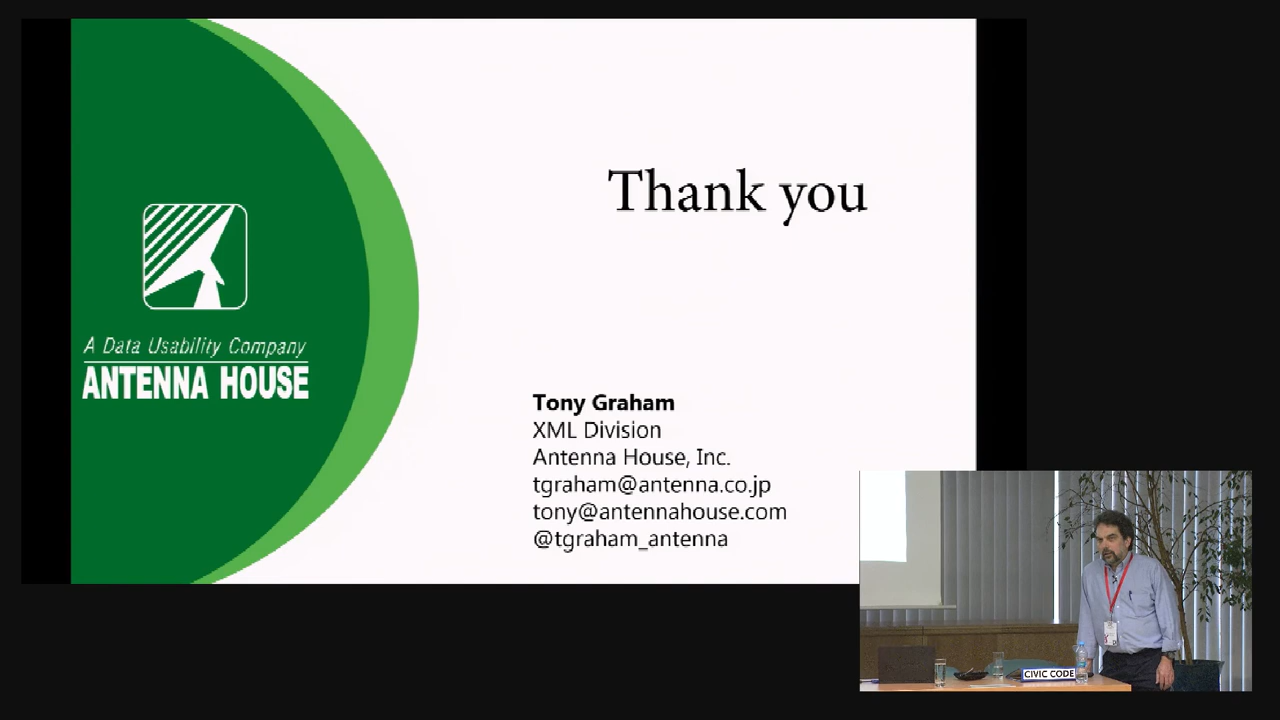 Thank you
A Data Usability Company
ANTENNA HOUSE
Tony Graham
XML Division
Antenna House, Inc.
tgraham@antenna.co.jp
tony@antennahouse.com
@tgraham_antenna
CIVIC CODE